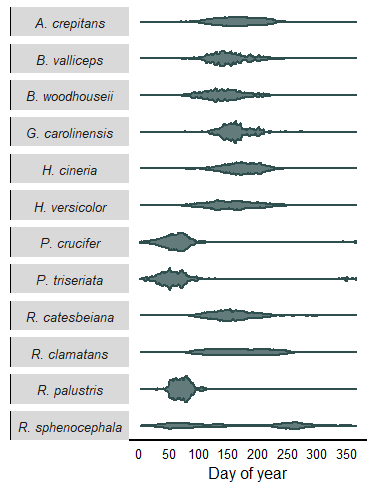 A. crepitans
B. valliceps
B. woodhouseii
G. carolinensis
H. cineria
H. versicolor
P. crucifer
P. triseriata
R. catesbeiana
R. clamatans
R. palustris
R. sphenocephala
0 50 100 150 200 250 300 350
Day of year